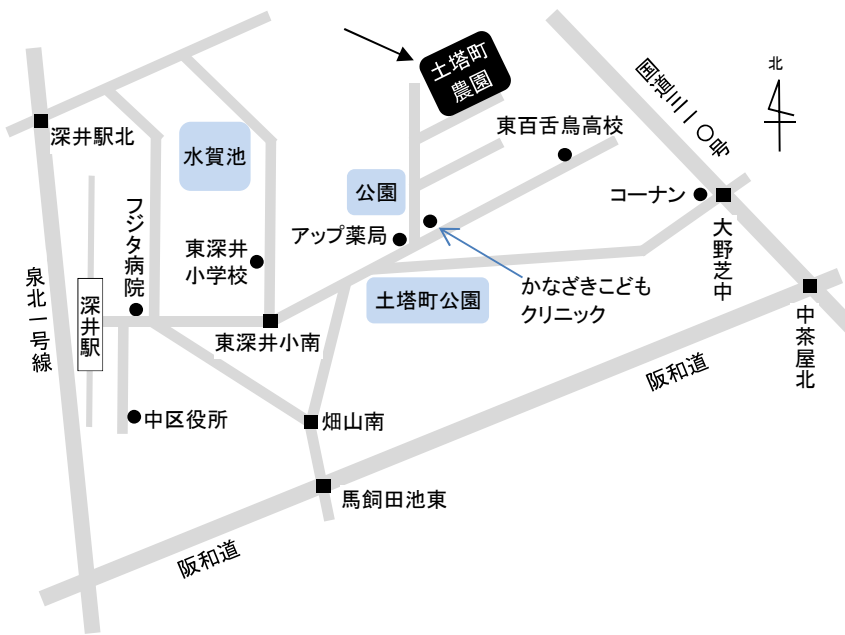 土塔町
農園
北
国道三一〇号
東百舌鳥高校
深井駅北
水賀池
公園
コーナン
フジタ病院
アップ薬局
東深井
小学校
大野芝中
泉北一号線
深井駅
土塔町公園
かなざきこども
クリニック
中茶屋北
東深井小南
阪和道
中区役所
畑山南
馬飼田池東
阪和道